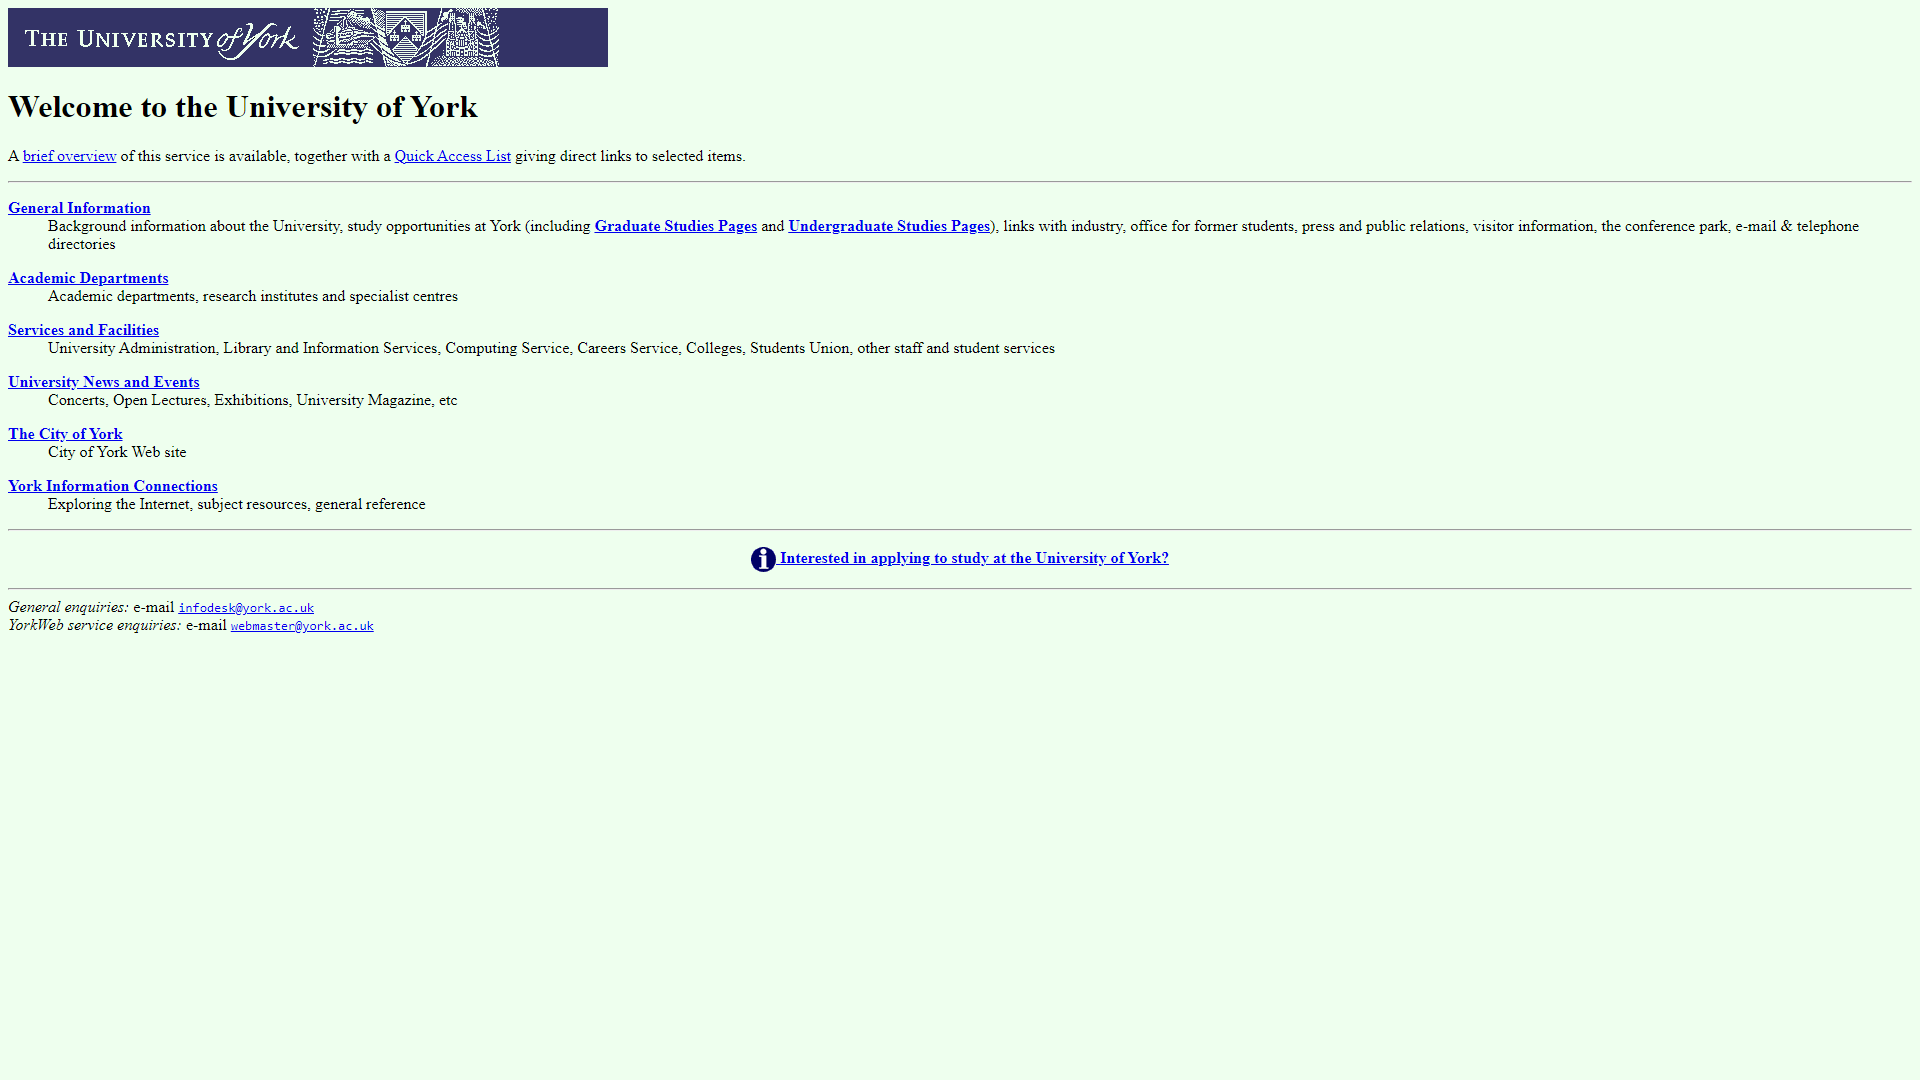 THE UNIVERSITY of York
Welcome to the University of York
A brief overview of this service is available, together with a Quick Access List giving direct links to selected items.
General Information
Background information about the University, study opportunities at York (including Graduate Studies Pages and Undergraduate Studies Pages), links with industry, office for former students, press and public relations, visitor information, the conference park, e-mail & telephone
directories
Academic Departments
Academic departments, research institutes and specialist centres
Services and Facilities
University Administration, Library and Information Services, Computing Service, Careers Service, Colleges, Students Union, other staff and student services
University News and Events
Concerts, Open Lectures, Exhibitions, University Magazine, etc
The City of York
City of York Web site
York Information Connections
Exploring the Internet, subject resources, general reference
Interested in applying to study at the University of York?
General enquiries: e-mail infodesk@york.ac.uk
YorkWeb service enquiries: e-mail webmaster@york.ac.uk